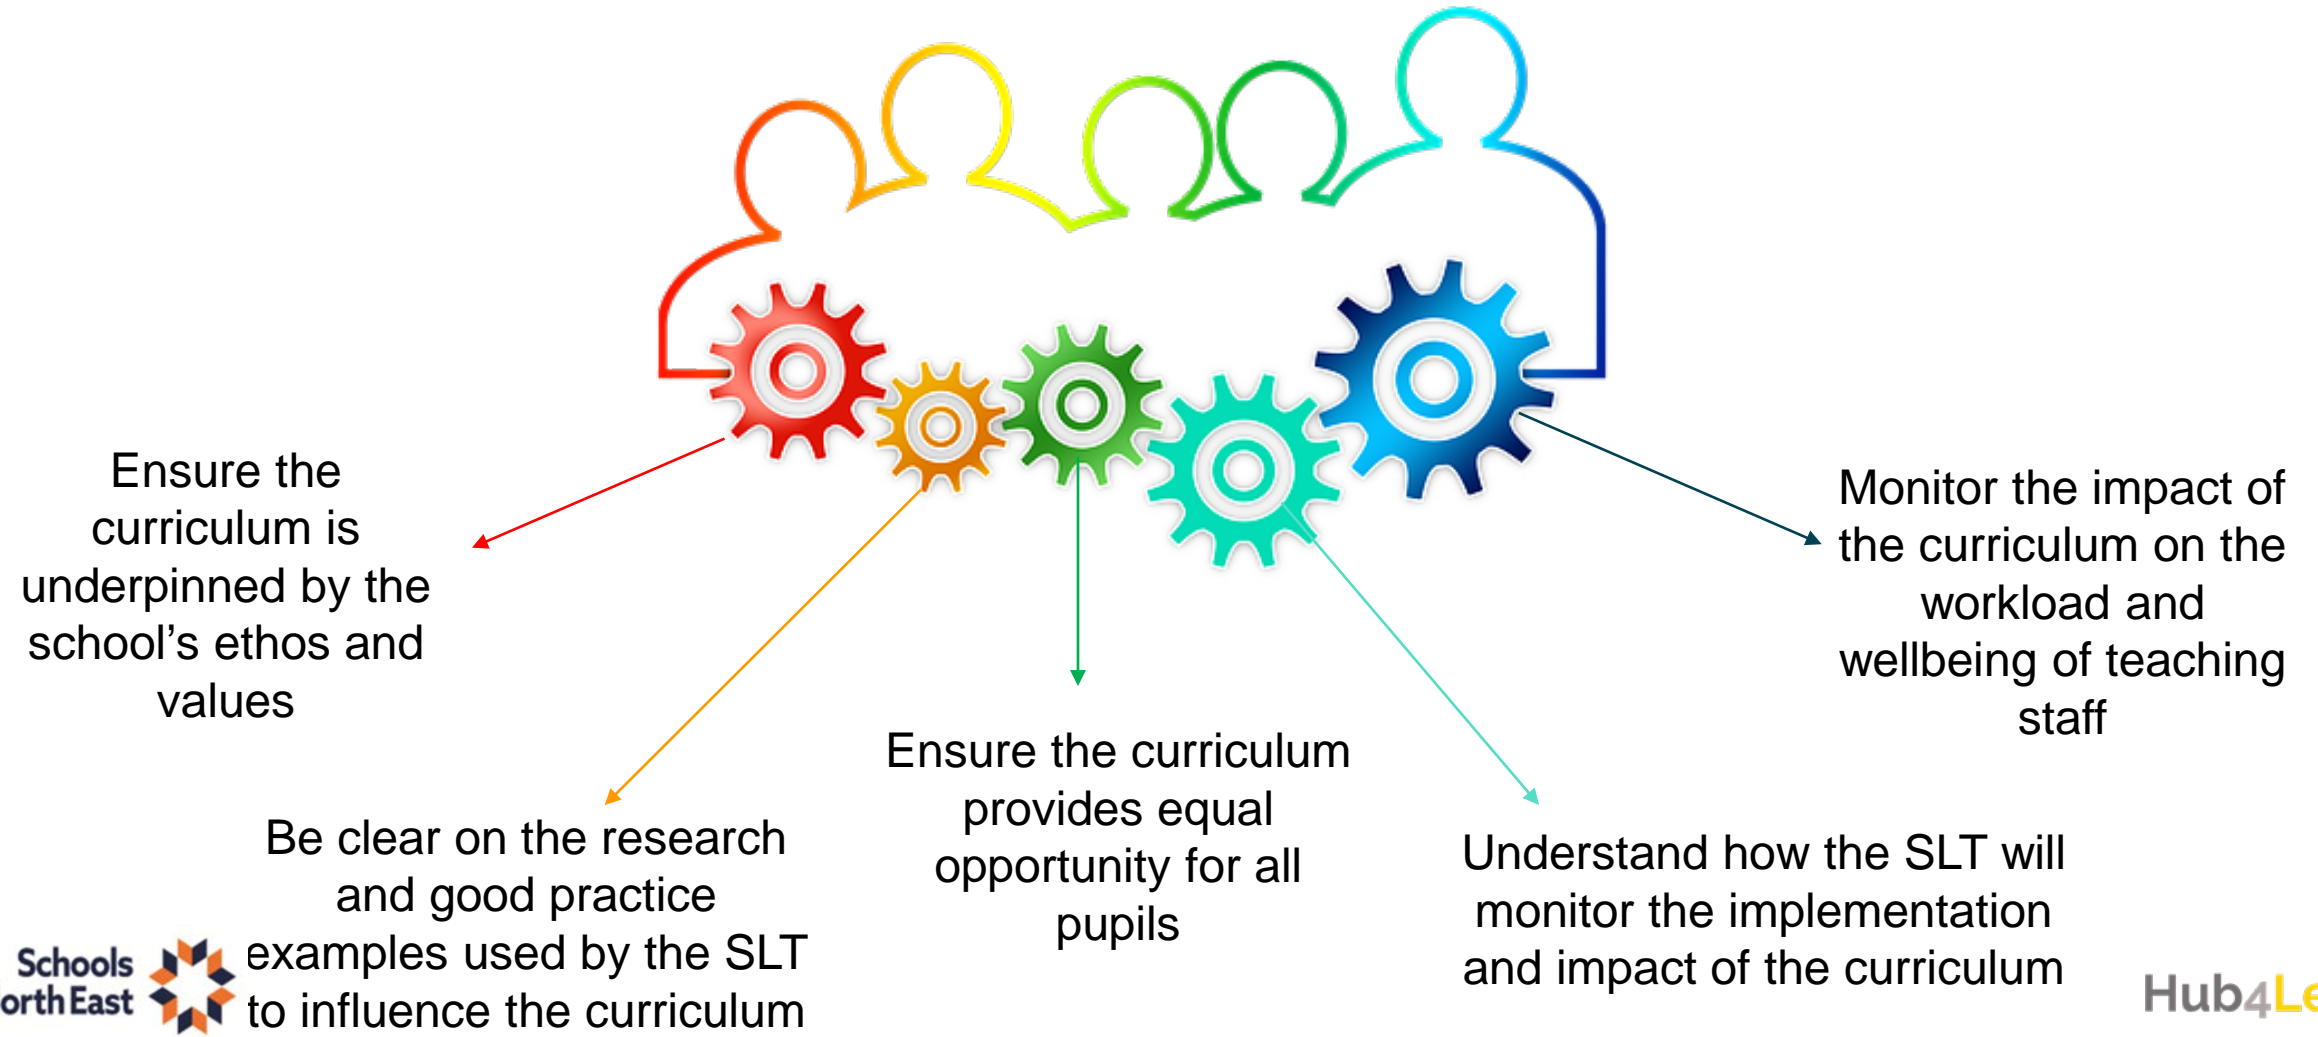 Ensure the
curriculum is
underpinned by the
school’s ethos and
values
Be clear on the research
and good practice
examples used by the SLT
to influence the curriculum
Ensure the curriculum
provides equal
opportunity for all
pupils
Understand how the SLT will
monitor the implementation
and impact of the curriculum
Monitor the impact of
the curriculum on the
workload and
wellbeing of teaching
staff
Schools
orth East
Hub4Le